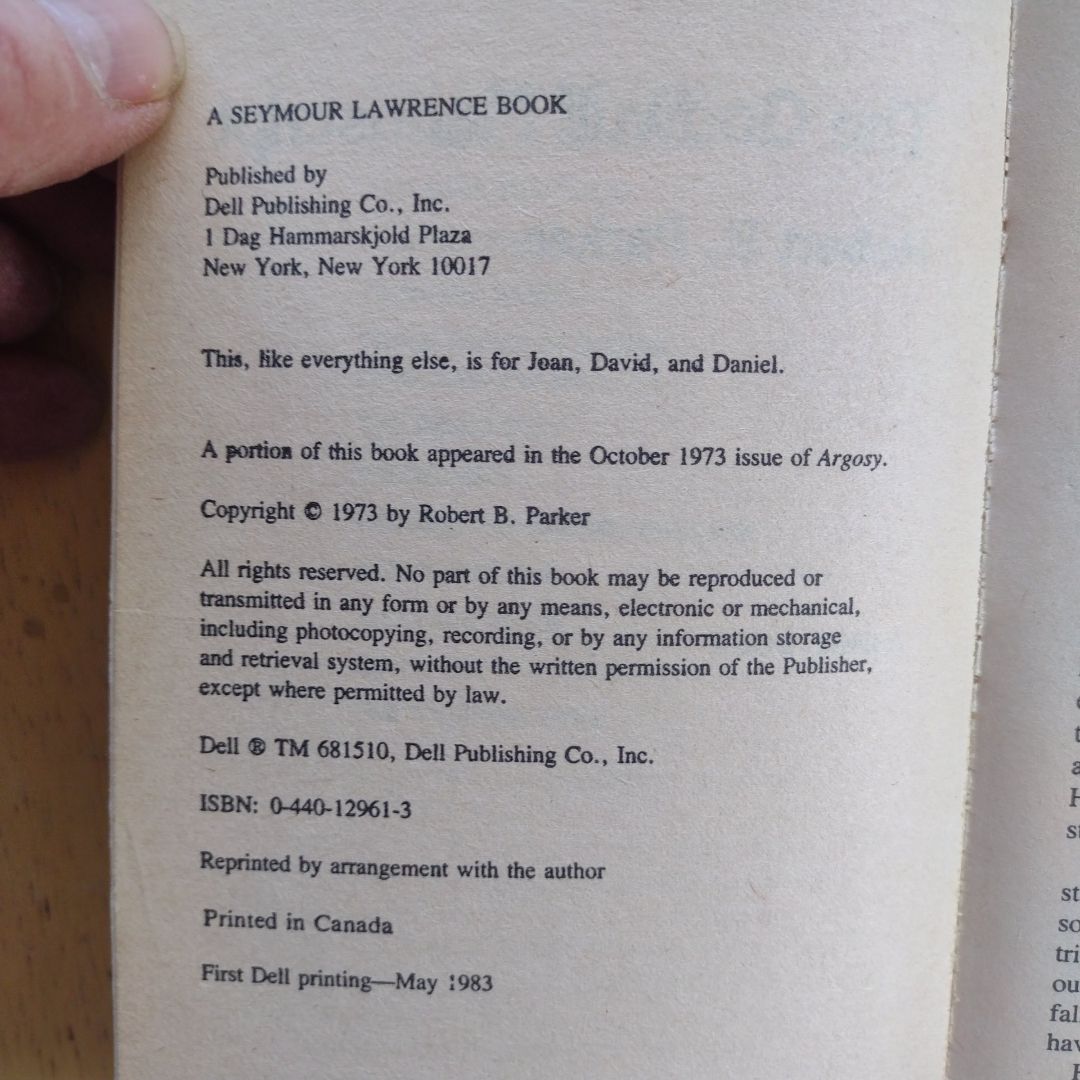 A SEYMOUR LAWRENCE BOOK
Published by
Dell Publishing Co., Inc.
1 Dag Hammarskjold Plaza
New York, New York 10017
This, like everything else, is for Joan, David, and Daniel.
A portion of this book appeared in the October 1973 issue of Argosy.
Copyright © 1973 by Robert B. Parker
All rights reserved. No part of this book may be reproduced or
transmitted in any form or by any means, electronic or mechanical,
including photocopying, recording, or by any information storage
and retrieval system, without the written permission of the Publisher,
except where permitted by law.
Dell ® TM 681510, Dell Publishing Co., Inc.
ISBN: 0-440-12961-3
Reprinted by arrangement with the author
Printed in Canada
First Dell printing—May 1983